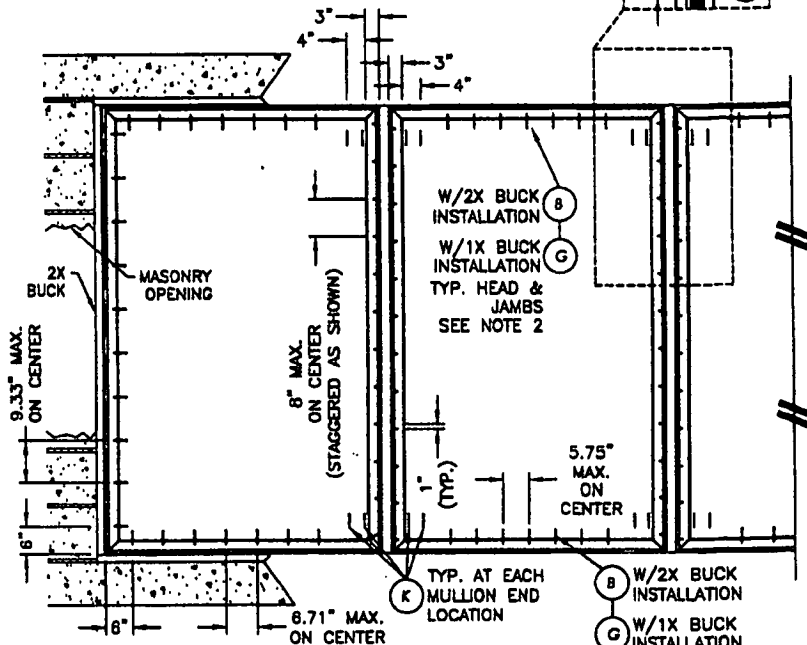 3"
4"
3"
4"
W/2X BUCK
INSTALLATION
B
W/1X BUCK
INSTALLATION
G
TYP. HEAD &
JAMBS
SEE NOTE 2
2X
BUCK
MASONRY
OPENING
9.33" MAX.
ON CENTER
8" MAX.
ON CENTER
(STAGGERED AS SHOWN)
1"
(TYP.)
5.75"
MAX.
ON
CENTER
6"
6"
6.71" MAX.
ON CENTER
K
TYP. AT EACH
MULLION END
LOCATION
B
W/2X BUCK
INSTALLATION
G
W/1X BUCK
INSTALLATION